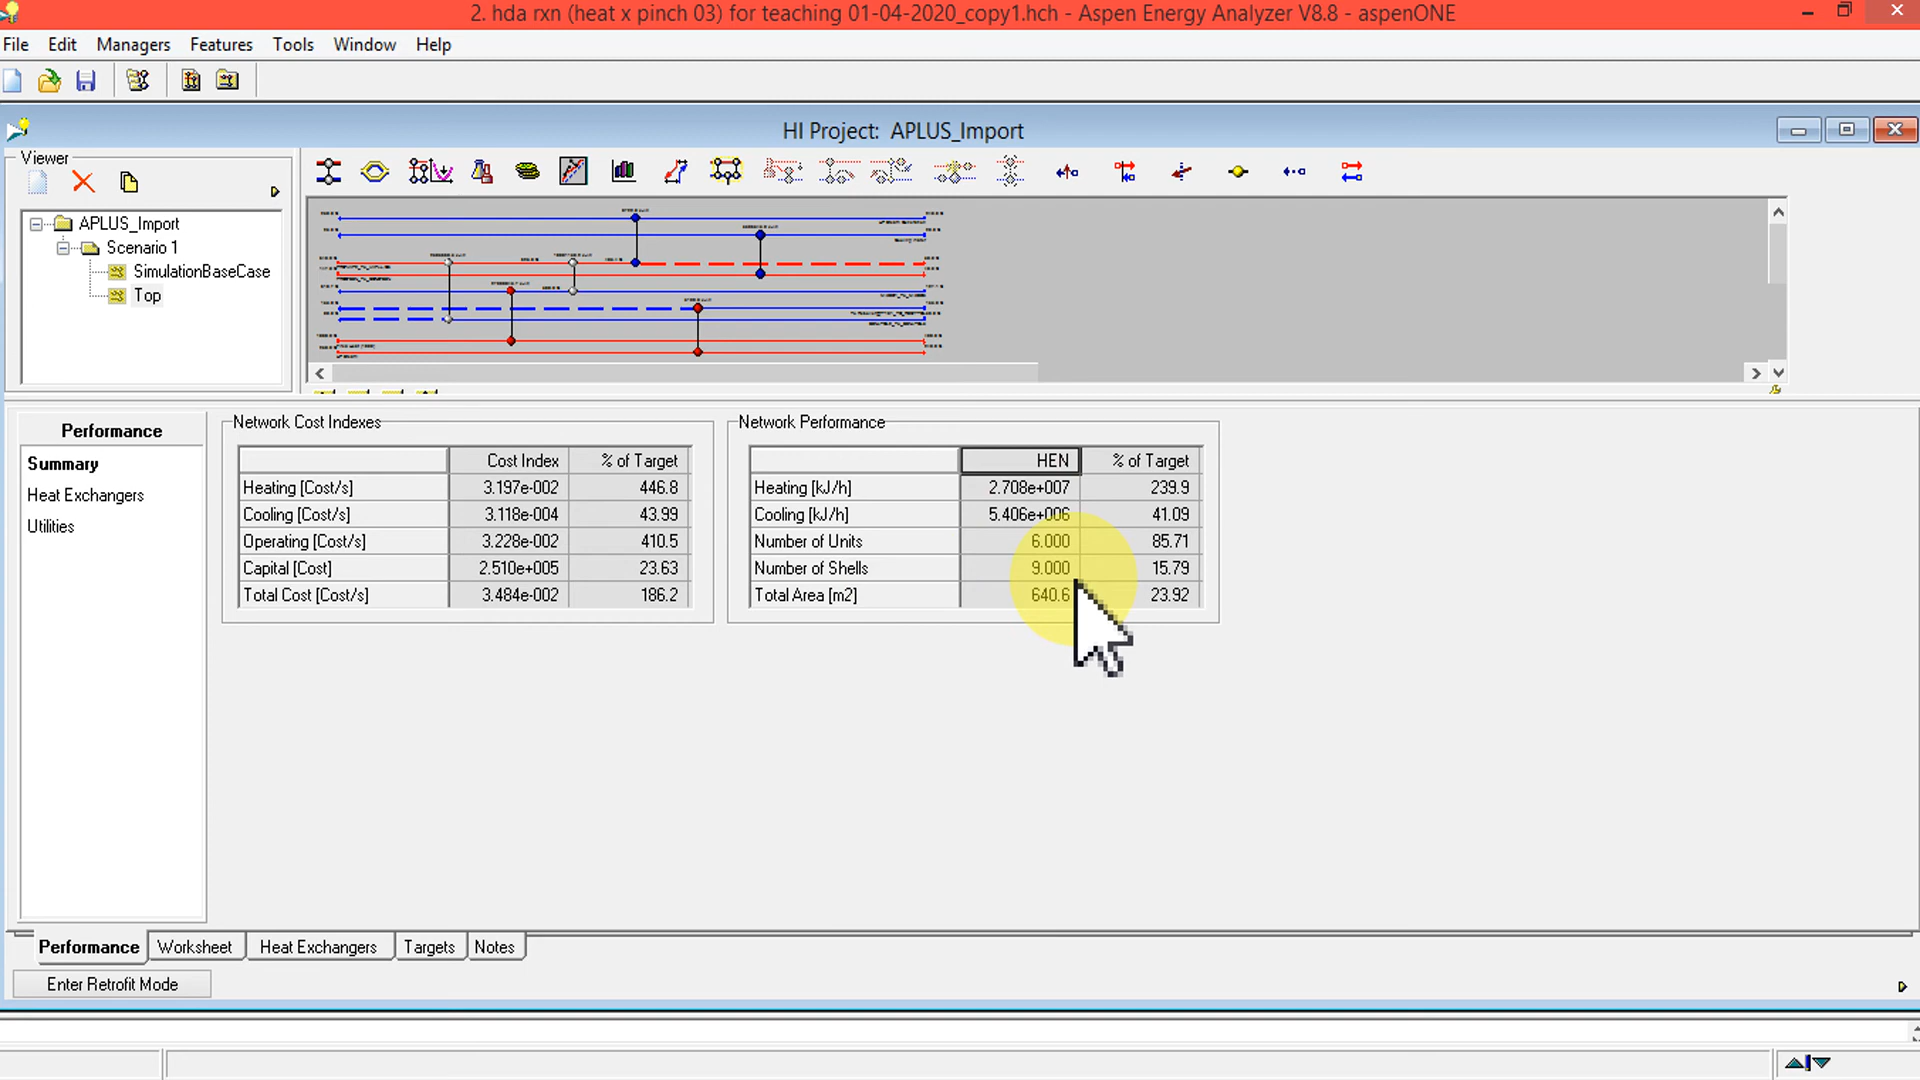 2. hda rxn (heat x pinch 03) for teaching 01-04-2020_copy1.hch - Aspen Energy Analyzer V8.8 - aspenONE
File Edit Managers Features Tools Window Help
HI Project: APLUS_Import
Viewer
APLUS_Import
Scenario 1
SimulationBaseCase
Top
Performance
Summary
Heat Exchangers
Utilities
Network Cost Indexes
Cost Index % of Target
Heating [Cost/s] 3.197e-002 446.8
Cooling [Cost/s] 3.118e-004 43.99
Operating [Cost/s] 3.228e-002 410.5
Capital [Cost] 2.510e+005 23.63
Total Cost [Cost/s] 3.484e-002 186.2
Network Performance
HEN % of Target
Heating [kJ/h] 2.708e+007 239.9
Cooling [kJ/h] 5.406e+006 41.09
Number of Units 6.000 85.71
Number of Shells 9.000 15.79
Total Area [m2] 640.6 23.92
Performance Worksheet Heat Exchangers Targets Notes
Enter Retrofit Mode